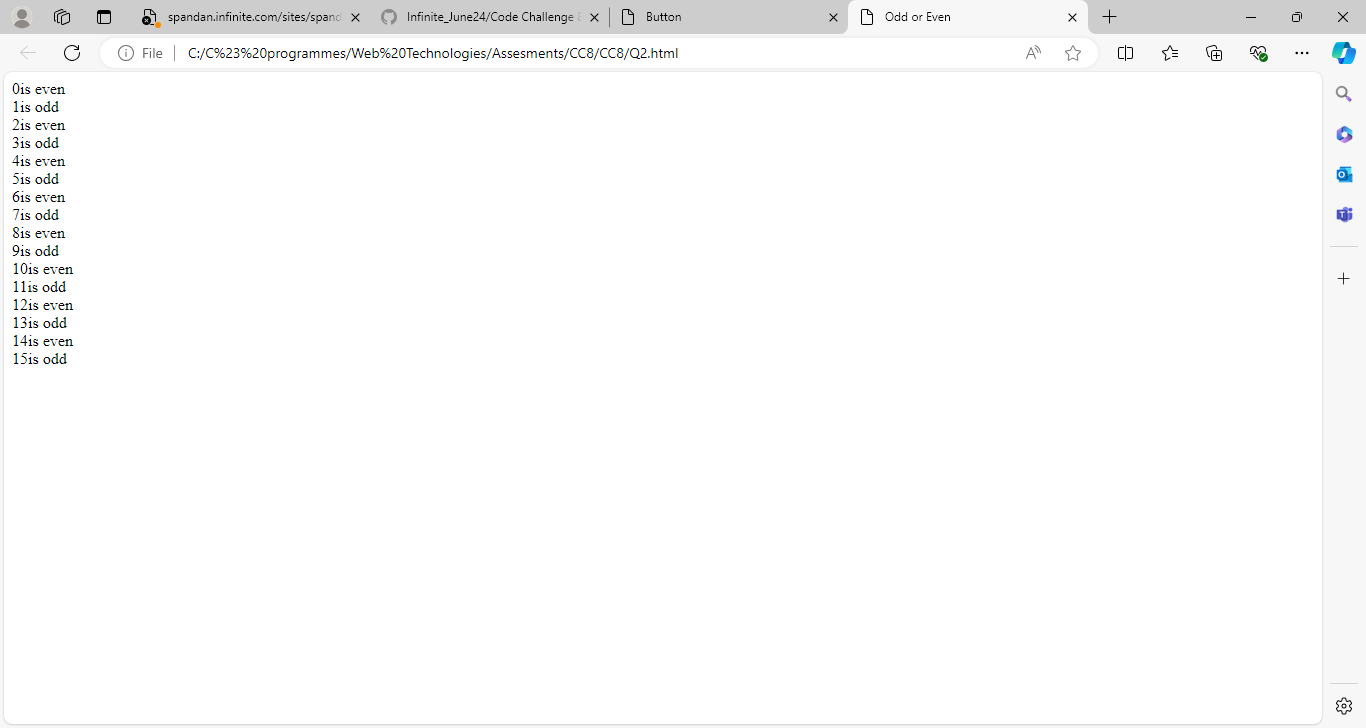 spandan.infinite.com/sites/spand
Infinite_June24/Code Challenge
Button
Odd or Even
File
C:/C%23%20programmes/Web%20Technologies/Assesments/CC8/CC8/Q2.html
0is even
1is odd
2is even
3is odd
4is even
5is odd
6is even
7is odd
8is even
9is odd
10is even
11is odd
12is even
13is odd
14is even
15is odd